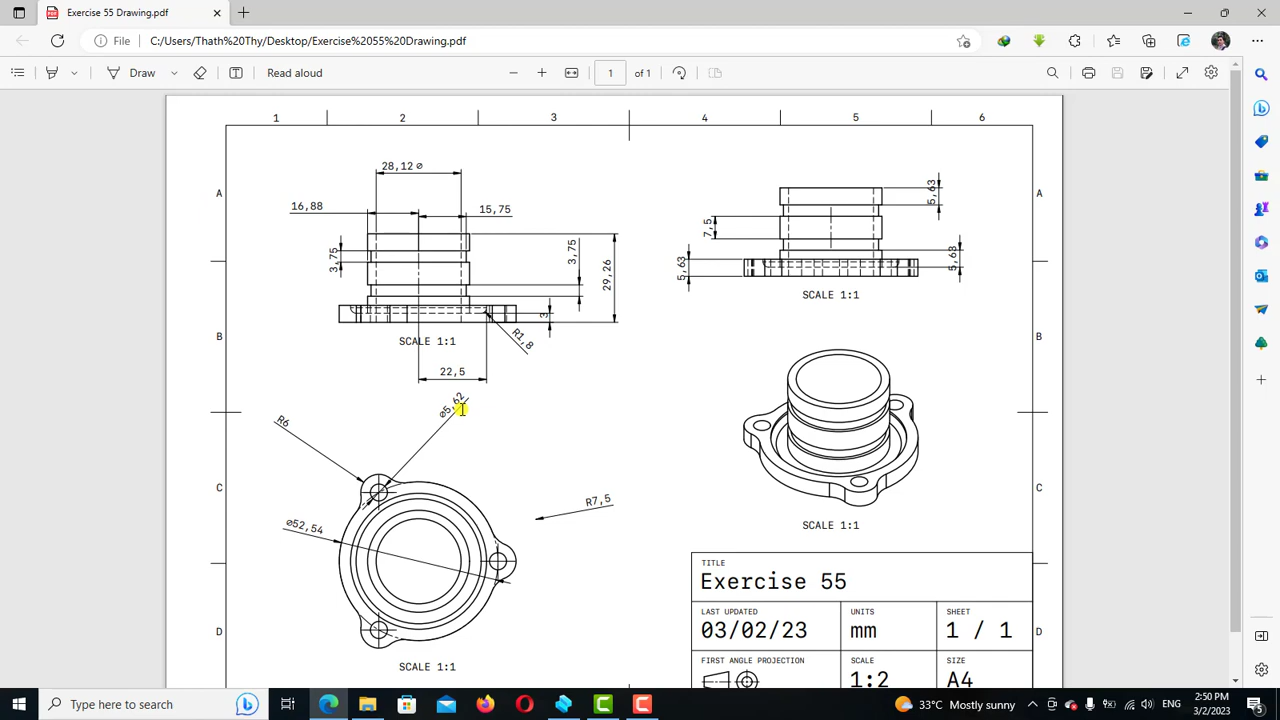 Exercise 55 Drawing.pdf
File
C:/Users/Thath%20Thy/Desktop/Exercise%2055%20Drawing.pdf
Draw
Read aloud
1
of 1
1
2
3
4
5
6
28,12⌀
16,88
15,75
3,75
3,75
29,26
3
R1,8
SCALE 1:1
22,5
5,63
7,5
5,63
5,63
SCALE 1:1
A
A
B
B
C
C
D
D
⌀5,62
R6
⌀52,54
R7,5
SCALE 1:1
SCALE 1:1
TITLE
Exercise 55
LAST UPDATED
03/02/23
UNITS
mm
SHEET
1 / 1
FIRST ANGLE PROJECTION
SCALE
1:2
SIZE
A4
Type here to search
33°C Mostly sunny
ENG
2:50 PM
3/2/2023
5